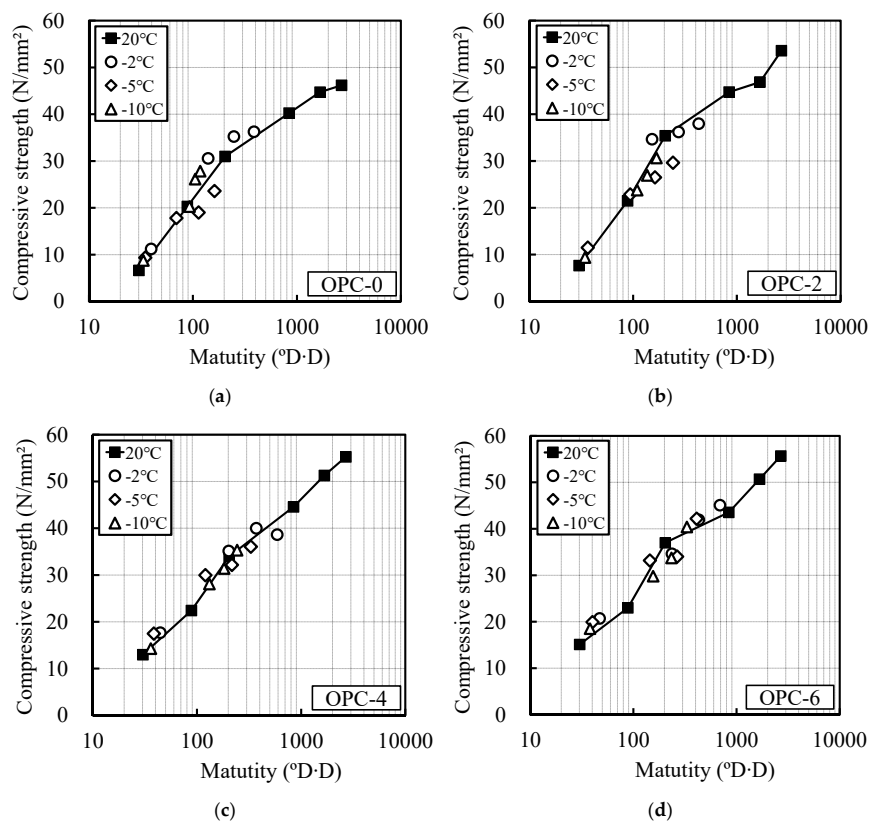 60
50
40
30
20
10
0
Compressive strength (N/mm²)
20℃
-2℃
-5℃
-10℃
OPC-0
10 100 1000 10000
Matutity (ºD·D)
(a)
60
50
40
30
20
10
0
Compressive strength (N/mm²)
20℃
-2℃
-5℃
-10℃
OPC-2
10 100 1000 10000
Matutity (ºD·D)
(b)
60
50
40
30
20
10
0
Compressive strength (N/mm²)
20℃
-2℃
-5℃
-10℃
OPC-4
10 100 1000 10000
Matutity (ºD·D)
(c)
60
50
40
30
20
10
0
Compressive strength (N/mm²)
20℃
-2℃
-5℃
-10℃
OPC-6
10 100 1000 10000
Matutity (ºD·D)
(d)